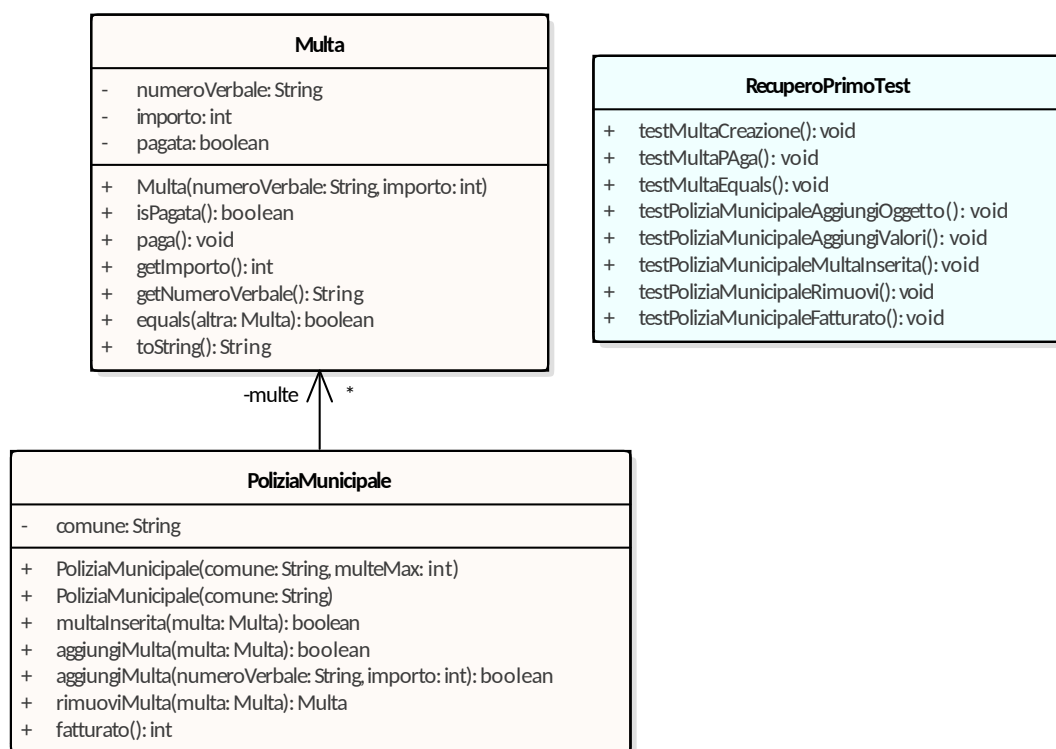 Multa
- numeroVerbale: String
- importo: int
- pagata: boolean
+ Multa(numeroVerbale: String, importo: int)
+ isPagata(): boolean
+ paga(): void
+ getImporto(): int
+ getNumeroVerbale(): String
+ equals(altra: Multa): boolean
+ toString(): String
RecuperoPrimoTest
+ testMultaCreazione(): void
+ testMultaPAga(): void
+ testMultaEquals(): void
+ testPoliziaMunicipaleAggiungiOggetto(): void
+ testPoliziaMunicipaleAggiungiValori(): void
+ testPoliziaMunicipaleMultaInserita(): void
+ testPoliziaMunicipaleRimuovi(): void
+ testPoliziaMunicipaleFatturato(): void
-multe *
PoliziaMunicipale
- comune: String
+ PoliziaMunicipale(comune: String, multeMax: int)
+ PoliziaMunicipale(comune: String)
+ multaInserita(multa: Multa): boolean
+ aggiungiMulta(multa: Multa): boolean
+ aggiungiMulta(numeroVerbale: String, importo: int): boolean
+ rimuoviMulta(multa: Multa): Multa
+ fatturato(): int